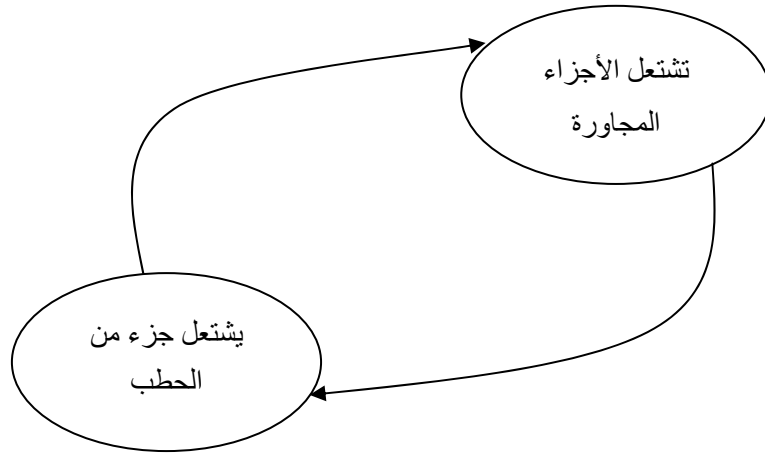 تشتعل الأجزاء
المجاورة
يشتعل جزء من
الحطب